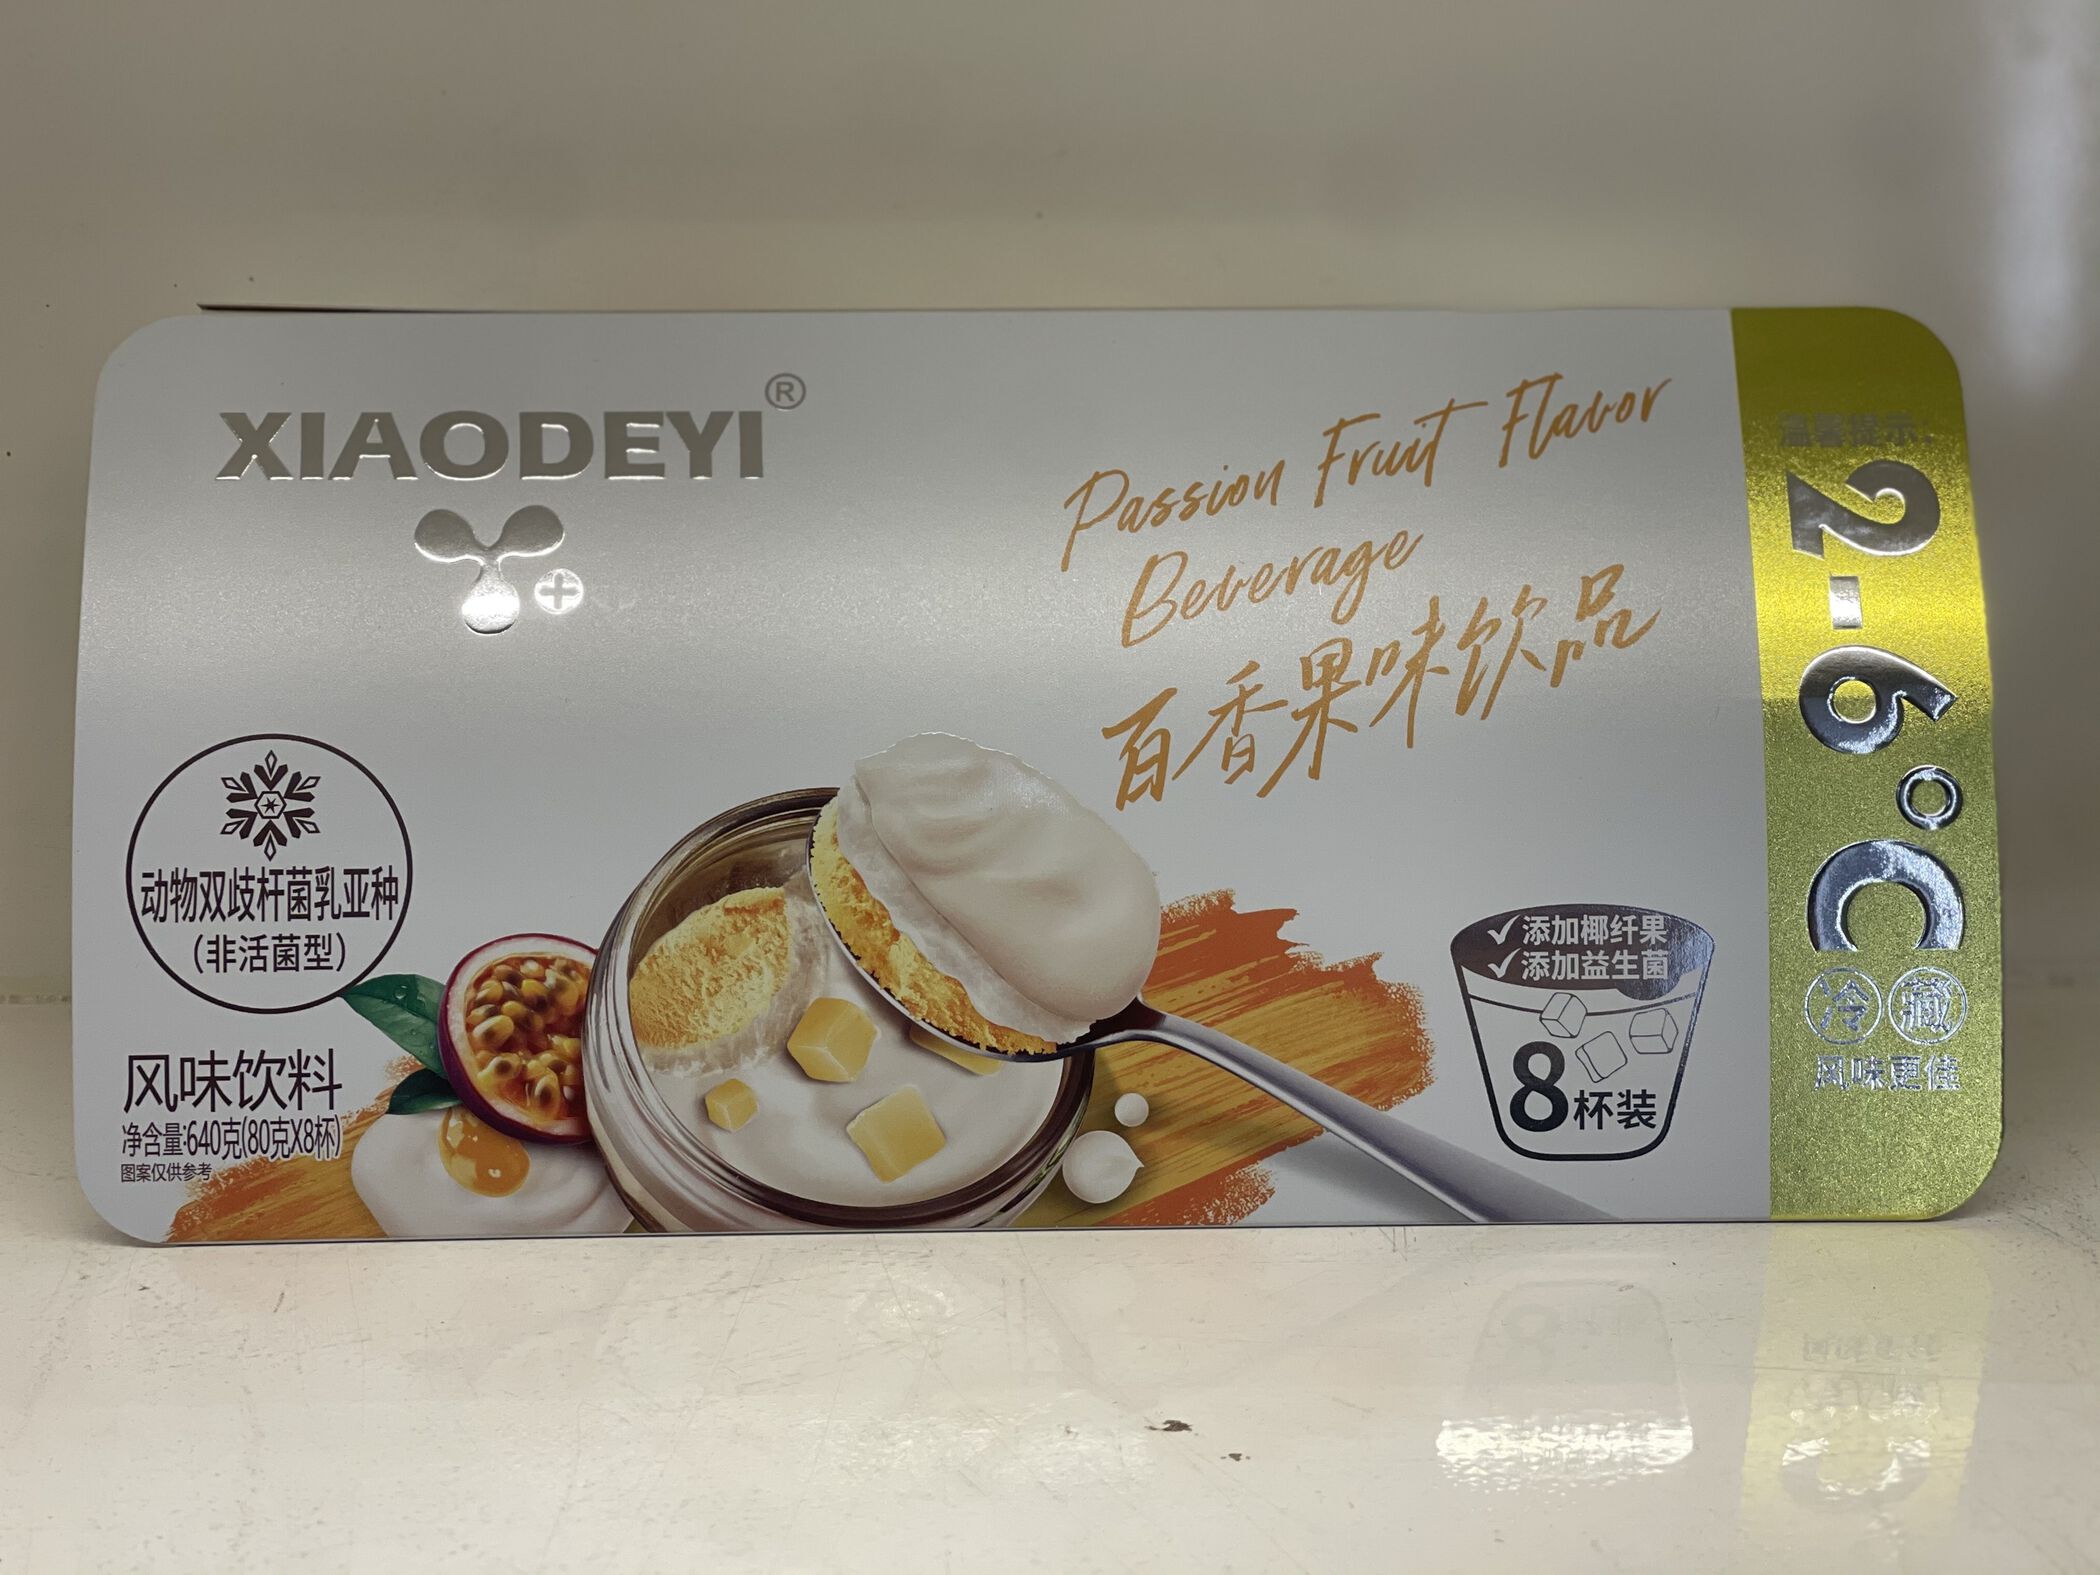 XIAODEYI®
Passion Fruit Flavor
Beverage
百香果味饮品
动物双歧杆菌乳亚种
(非活菌型)
风味饮料
净含量:640克(80克X8杯)
图案仅供参考
✓添加椰纤果
✓添加益生菌
8杯装
温馨提示:
2-6°C
冷藏
风味更佳